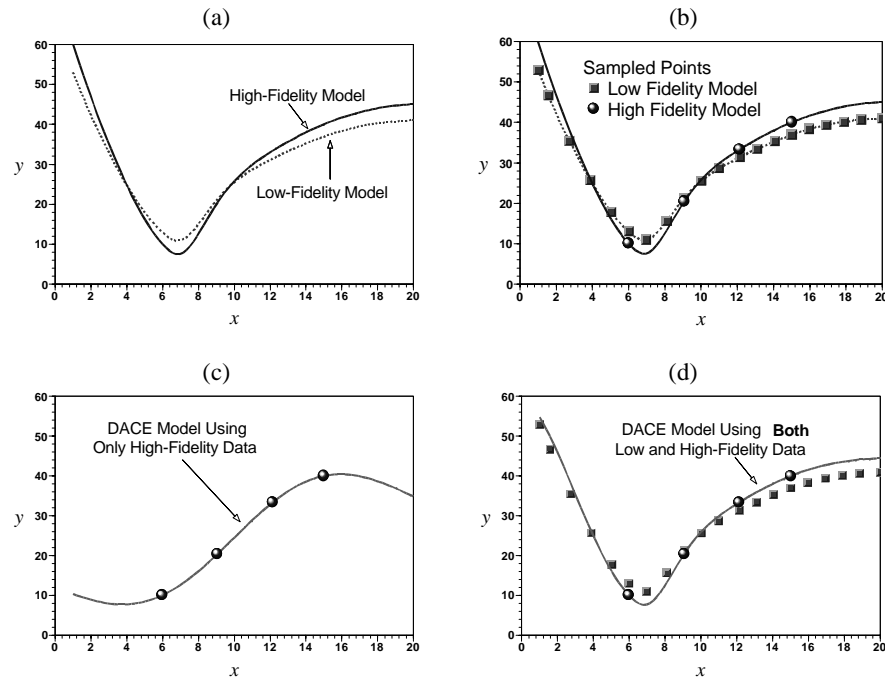 (a)
60
50
40
30
20
10
0
y
High-Fidelity Model
Low-Fidelity Model
0 2 4 6 8 10 12 14 16 18 20
x
(b)
60
50
40
30
20
10
0
y
Sampled Points
Low Fidelity Model
High Fidelity Model
0 2 4 6 8 10 12 14 16 18 20
x
(c)
60
50
40
30
20
10
0
y
DACE Model Using
Only High-Fidelity Data
0 2 4 6 8 10 12 14 16 18 20
x
(d)
60
50
40
30
20
10
0
y
DACE Model Using Both
Low and High-Fidelity Data
0 2 4 6 8 10 12 14 16 18 20
x